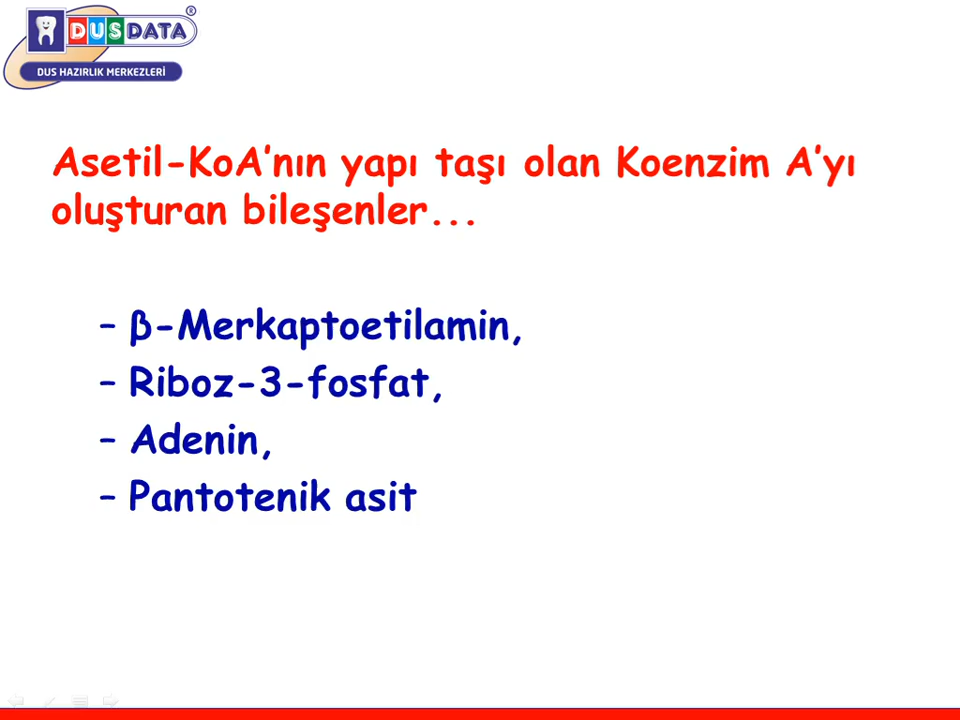 DUSDATA®
DUS HAZIRLIK MERKEZLERİ
Asetil-KoA’nın yapı taşı olan Koenzim A’yı
oluşturan bileşenler...
– β-Merkaptoetilamin,
– Riboz-3-fosfat,
– Adenin,
– Pantotenik asit